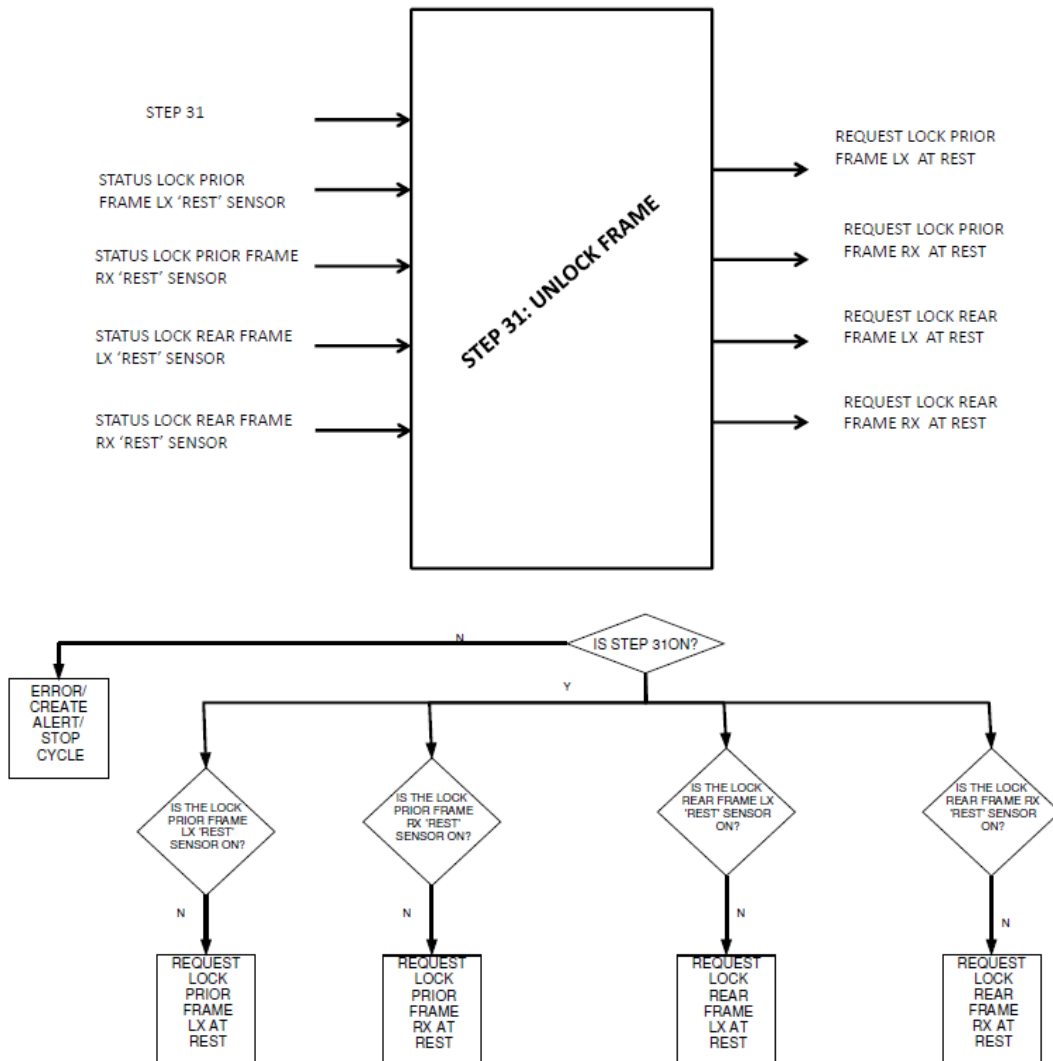 STEP 31
STATUS LOCK PRIOR
FRAME LX ‘REST’ SENSOR
STATUS LOCK PRIOR FRAME
RX ‘REST’ SENSOR
STATUS LOCK REAR FRAME
LX ‘REST’ SENSOR
STATUS LOCK REAR FRAME
RX ‘REST’ SENSOR
STEP 31: UNLOCK FRAME
REQUEST LOCK PRIOR
FRAME LX AT REST
REQUEST LOCK PRIOR
FRAME RX AT REST
REQUEST LOCK REAR
FRAME LX AT REST
REQUEST LOCK REAR
FRAME RX AT REST
IS STEP 31ON?
N
Y
ERROR/
CREATE
ALERT/
STOP
CYCLE
IS THE LOCK
PRIOR FRAME
LX 'REST'
SENSOR ON?
IS THE LOCK
PRIOR FRAME
RX 'REST'
SENSOR ON?
IS THE LOCK
REAR FRAME LX
'REST' SENSOR
ON?
IS THE LOCK
REAR FRAME RX
'REST' SENSOR
ON?
N
N
N
N
REQUEST
LOCK
PRIOR
FRAME
LX AT
REST
REQUEST
LOCK
PRIOR
FRAME
RX AT
REST
REQUEST
LOCK
REAR
FRAME
LX AT
REST
REQUEST
LOCK
REAR
FRAME
RX AT
REST